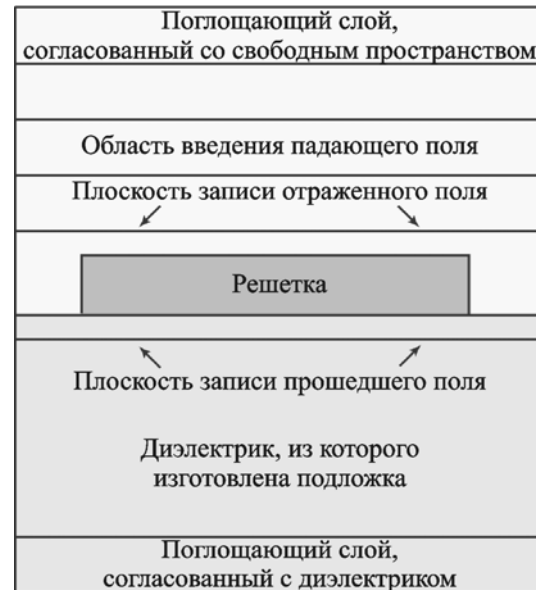 Поглощающий слой,
согласованный со свободным пространством
Область введения падающего поля
Плоскость записи отраженного поля
Решетка
Плоскость записи прошедшего поля
Диэлектрик, из которого
изготовлена подложка
Поглощающий слой,
согласованный с диэлектриком